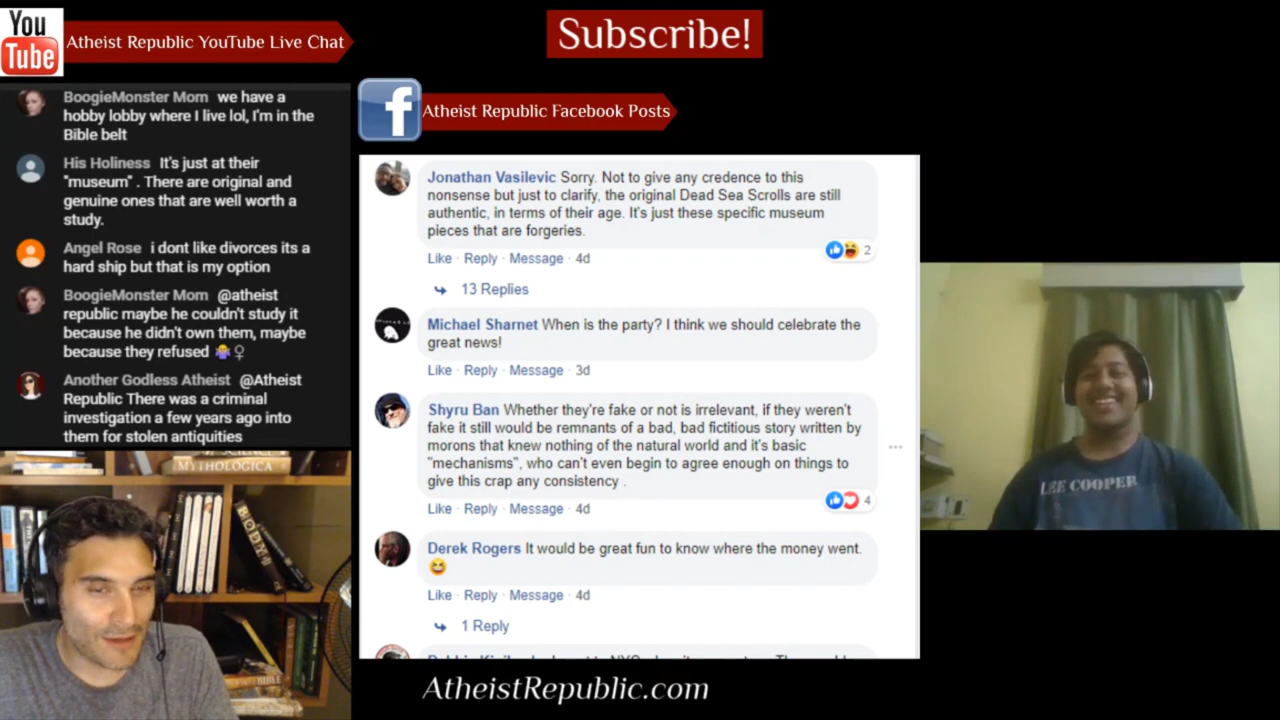 You
Tube
Atheist Republic YouTube Live Chat
Subscribe!
BoogieMonster Mom we have a
hobby lobby where I live lol, I'm in the
Bible belt
His Holiness It's just at their
"museum" . There are original and
genuine ones that are well worth a
study.
Angel Rose i dont like divorces its a
hard ship but that is my option
BoogieMonster Mom @atheist
republic maybe he couldn't study it
because he didn't own them, maybe
because they refused 🤷♀
Another Godless Atheist @Atheist
Republic There was a criminal
investigation a few years ago into
them for stolen antiquities
f
Atheist Republic Facebook Posts
Jonathan Vasilevic Sorry. Not to give any credence to this
nonsense but just to clarify, the original Dead Sea Scrolls are still
authentic, in terms of their age. It's just these specific museum
pieces that are forgeries.
2
Like · Reply · Message · 4d
13 Replies
Michael Sharnet When is the party? I think we should celebrate the
great news!
Like · Reply · Message · 3d
Shyru Ban Whether they're fake or not is irrelevant, if they weren't
fake it still would be remnants of a bad, bad fictitious story written by
morons that knew nothing of the natural world and it's basic
"mechanisms", who can't even begin to agree enough on things to
give this crap any consistency .
4
Like · Reply · Message · 4d
Derek Rogers It would be great fun to know where the money went.
😆
Like · Reply · Message · 4d
1 Reply
MYTHOLOGICA
BODY
BIBLE
LEE COOPER
AtheistRepublic.com